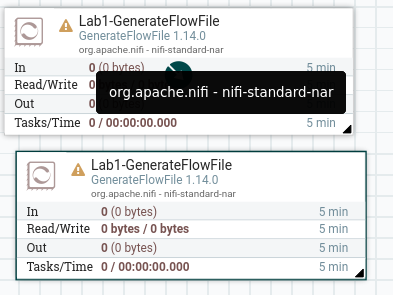 Lab1-GenerateFlowFile
GenerateFlowFile 1.14.0
org.apache.nifi - nifi-standard-nar
In 0 (0 bytes) 5 min
Read/Write 0
org.apache.nifi - nifi-standard-nar
Out 0
Tasks/Time 0 / 00:00:00.000 5 min
Lab1-GenerateFlowFile
GenerateFlowFile 1.14.0
org.apache.nifi - nifi-standard-nar
In 0 (0 bytes) 5 min
Read/Write 0 bytes / 0 bytes 5 min
Out 0 (0 bytes) 5 min
Tasks/Time 0 / 00:00:00.000 5 min